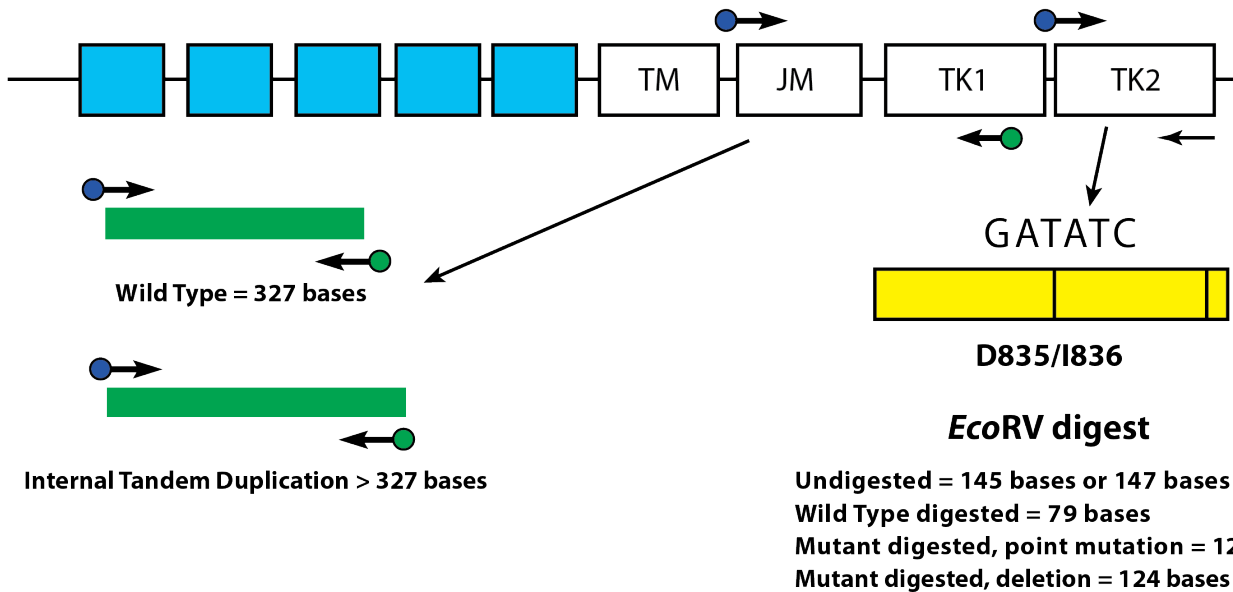 TM
JM
TK1
TK2
GATATC
Wild Type = 327 bases
D835/I836
EcoRV digest
Internal Tandem Duplication > 327 bases
Undigested = 145 bases or 147 bases
Wild Type digested = 79 bases
Mutant digested, point mutation = 12
Mutant digested, deletion = 124 bases